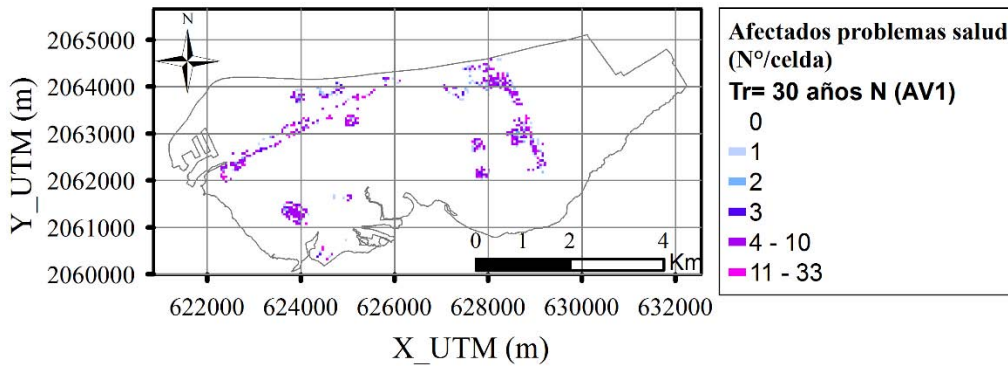 N
2065000
2064000
2063000
2062000
2061000
2060000
Y_UTM (m)
0 1 2 4
Km
622000 624000 626000 628000 630000 632000
X_UTM (m)
Afectados problemas salud
(Nº/celda)
Tr= 30 años N (AV1)
0
1
2
3
4 - 10
11 - 33